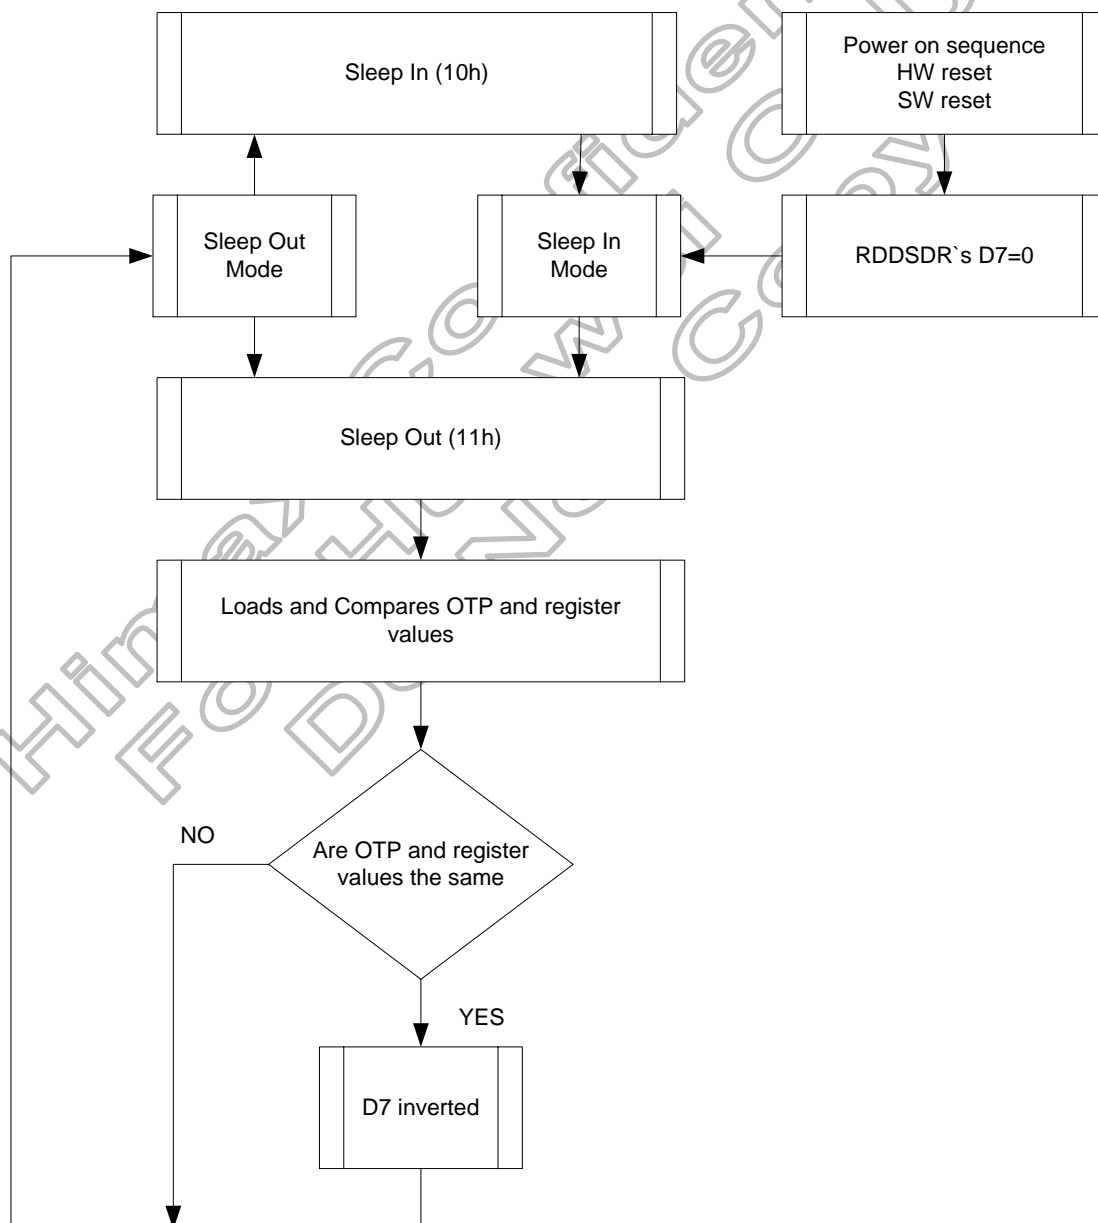 Sleep In (10h)
Power on sequence
HW reset
SW reset
Sleep Out
Mode
Sleep In
Mode
RDDSDR`s D7=0
Sleep Out (11h)
Loads and Compares OTP and register
values
NO
Are OTP and register
values the same
YES
D7 inverted